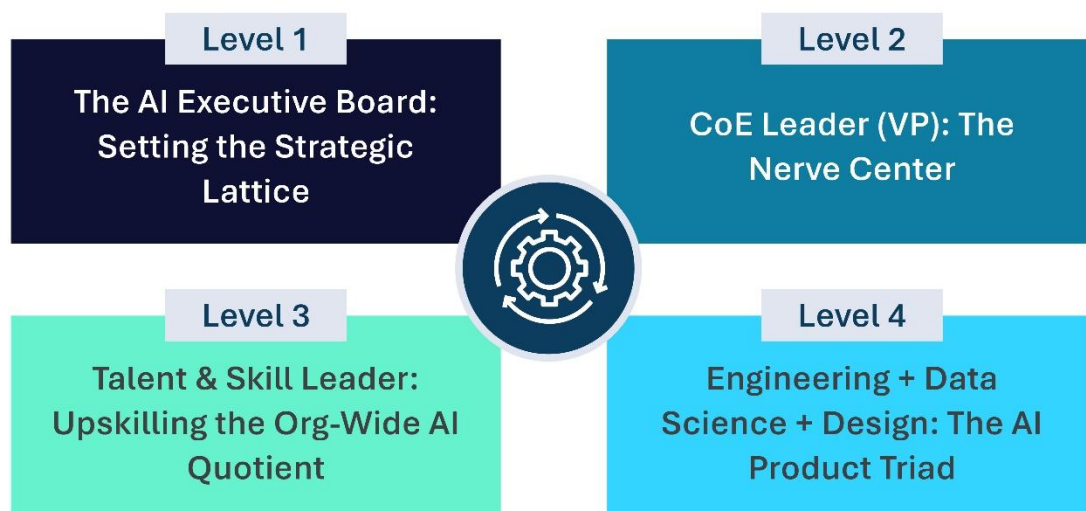 Level 1
The AI Executive Board:
Setting the Strategic
Lattice
Level 2
CoE Leader (VP): The
Nerve Center
Level 3
Talent & Skill Leader:
Upskilling the Org-Wide AI
Quotient
Level 4
Engineering + Data
Science + Design: The AI
Product Triad